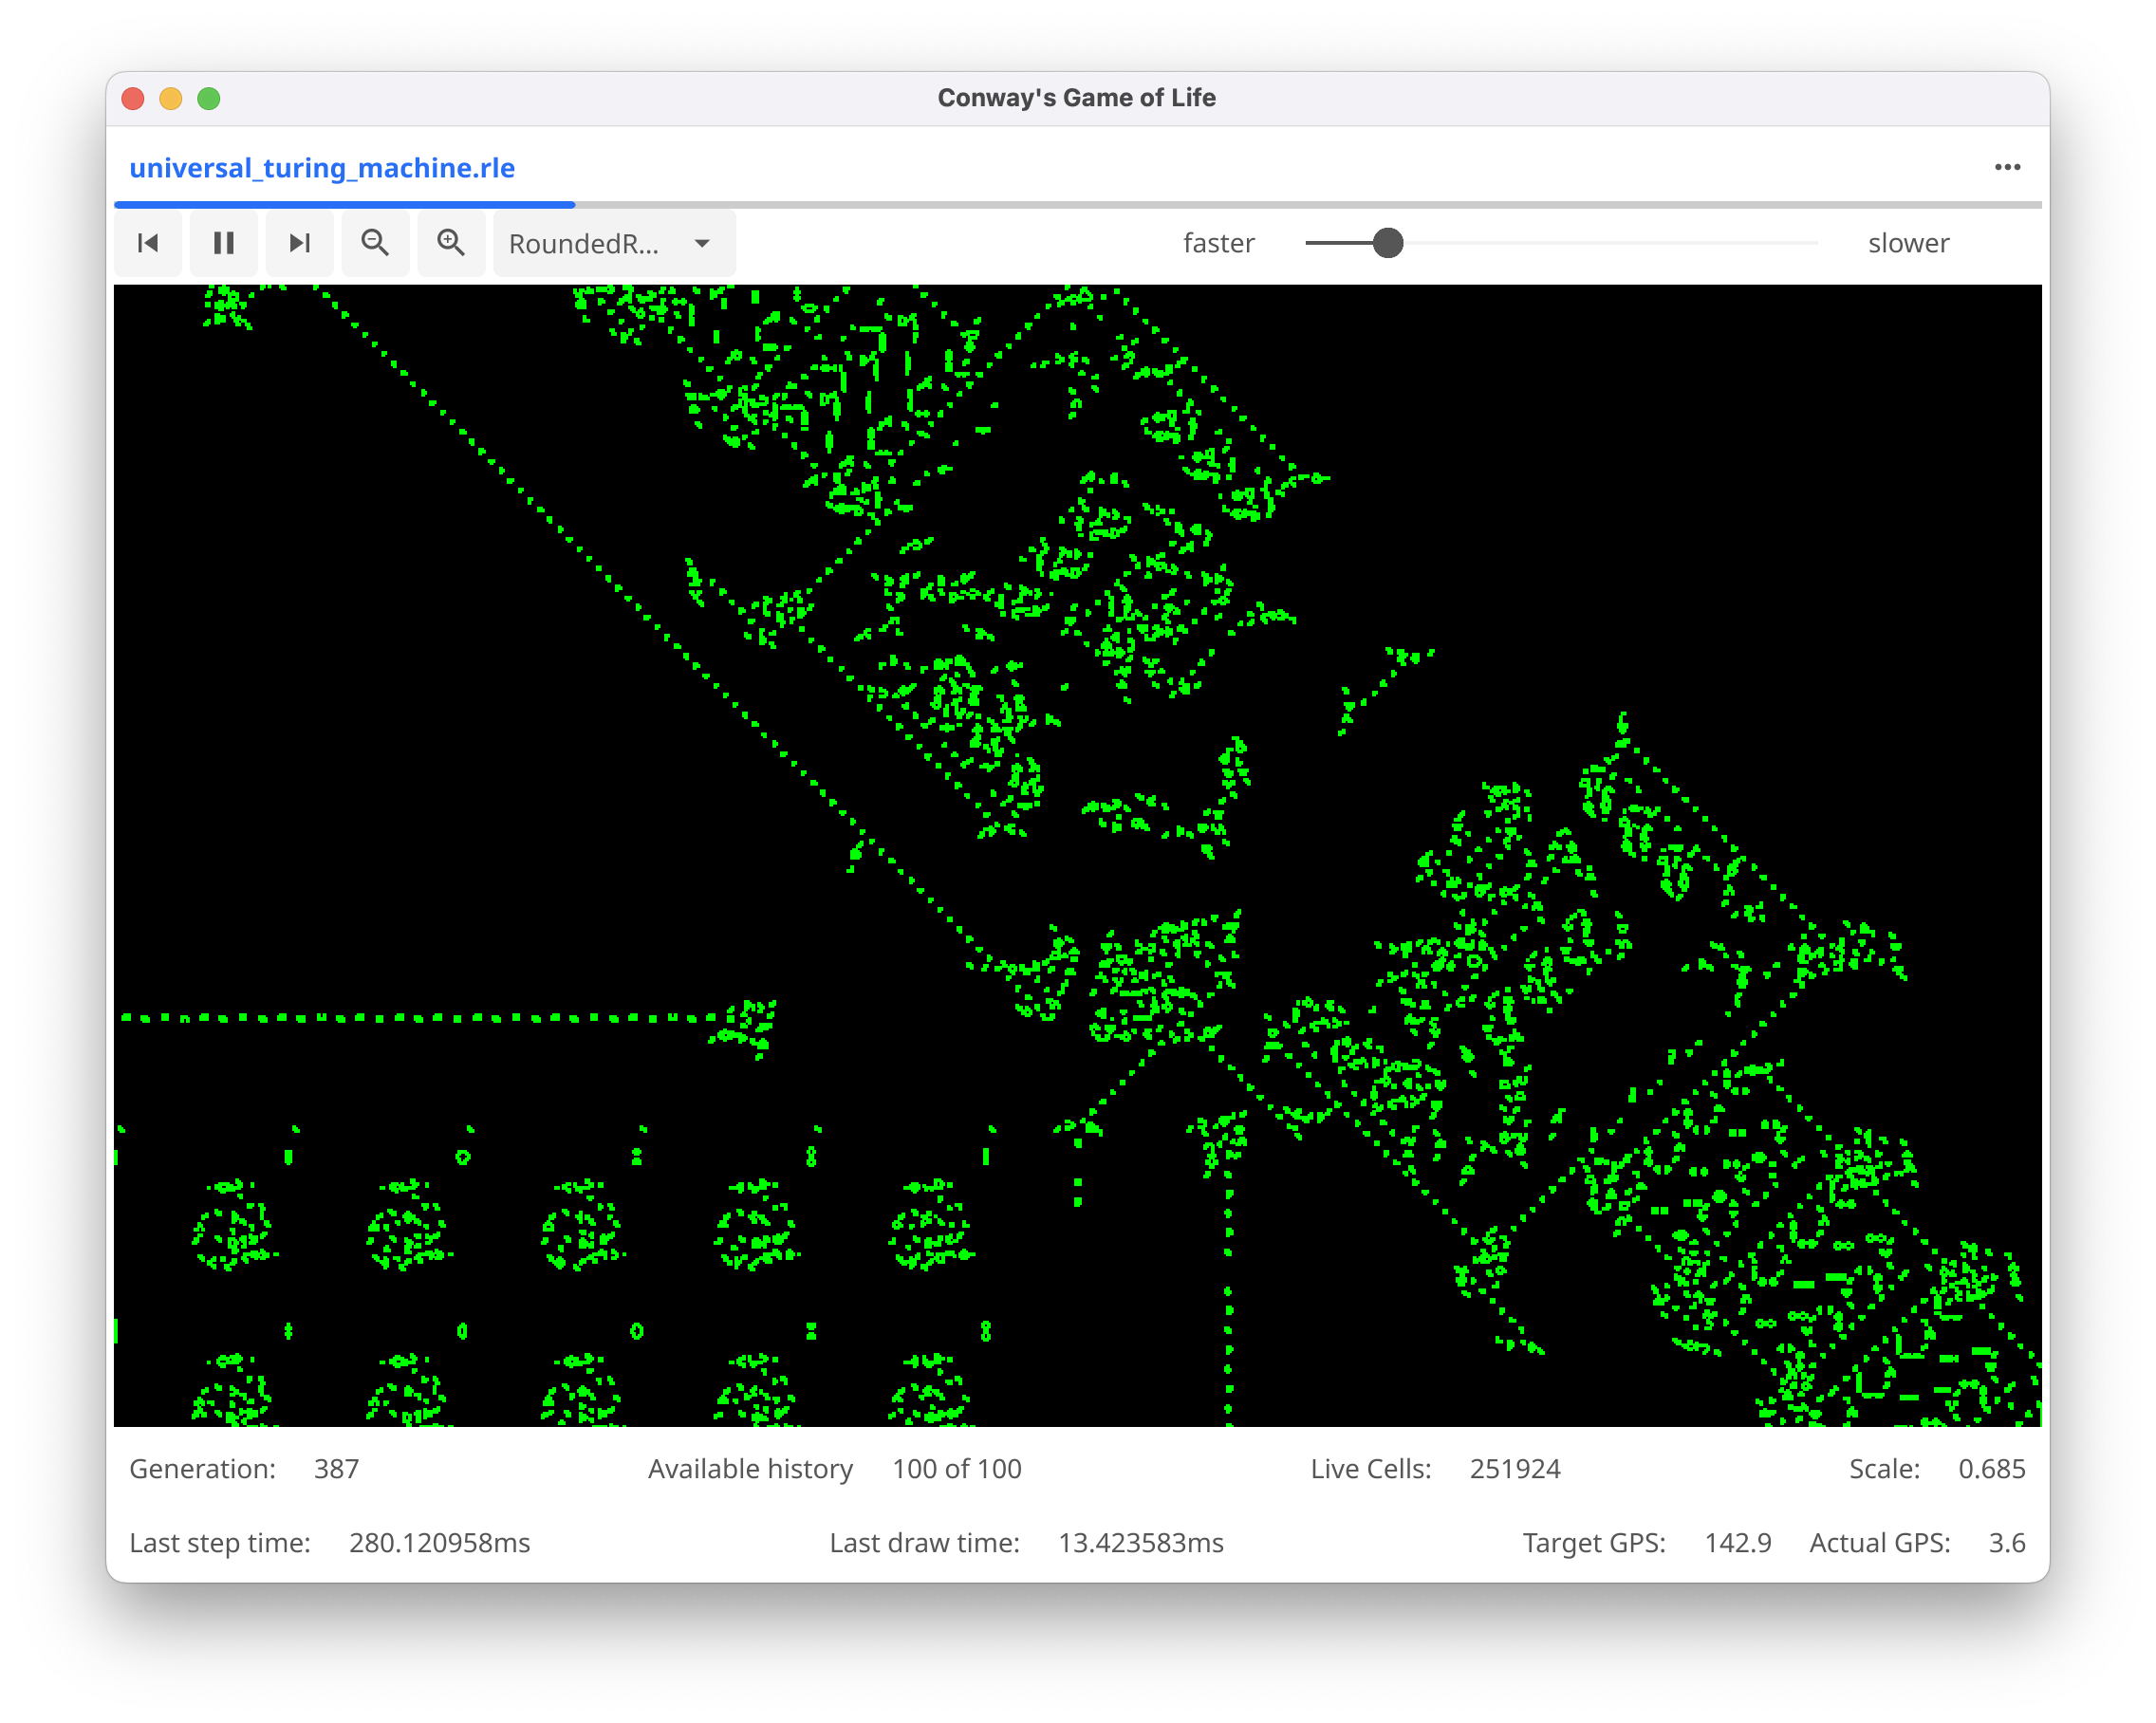 Conway's Game of Life
universal_turing_machine.rle
RoundedR... faster slower
Generation: 387 Available history 100 of 100 Live Cells: 251924 Scale: 0.685
Last step time: 280.120958ms Last draw time: 13.423583ms Target GPS: 142.9 Actual GPS: 3.6